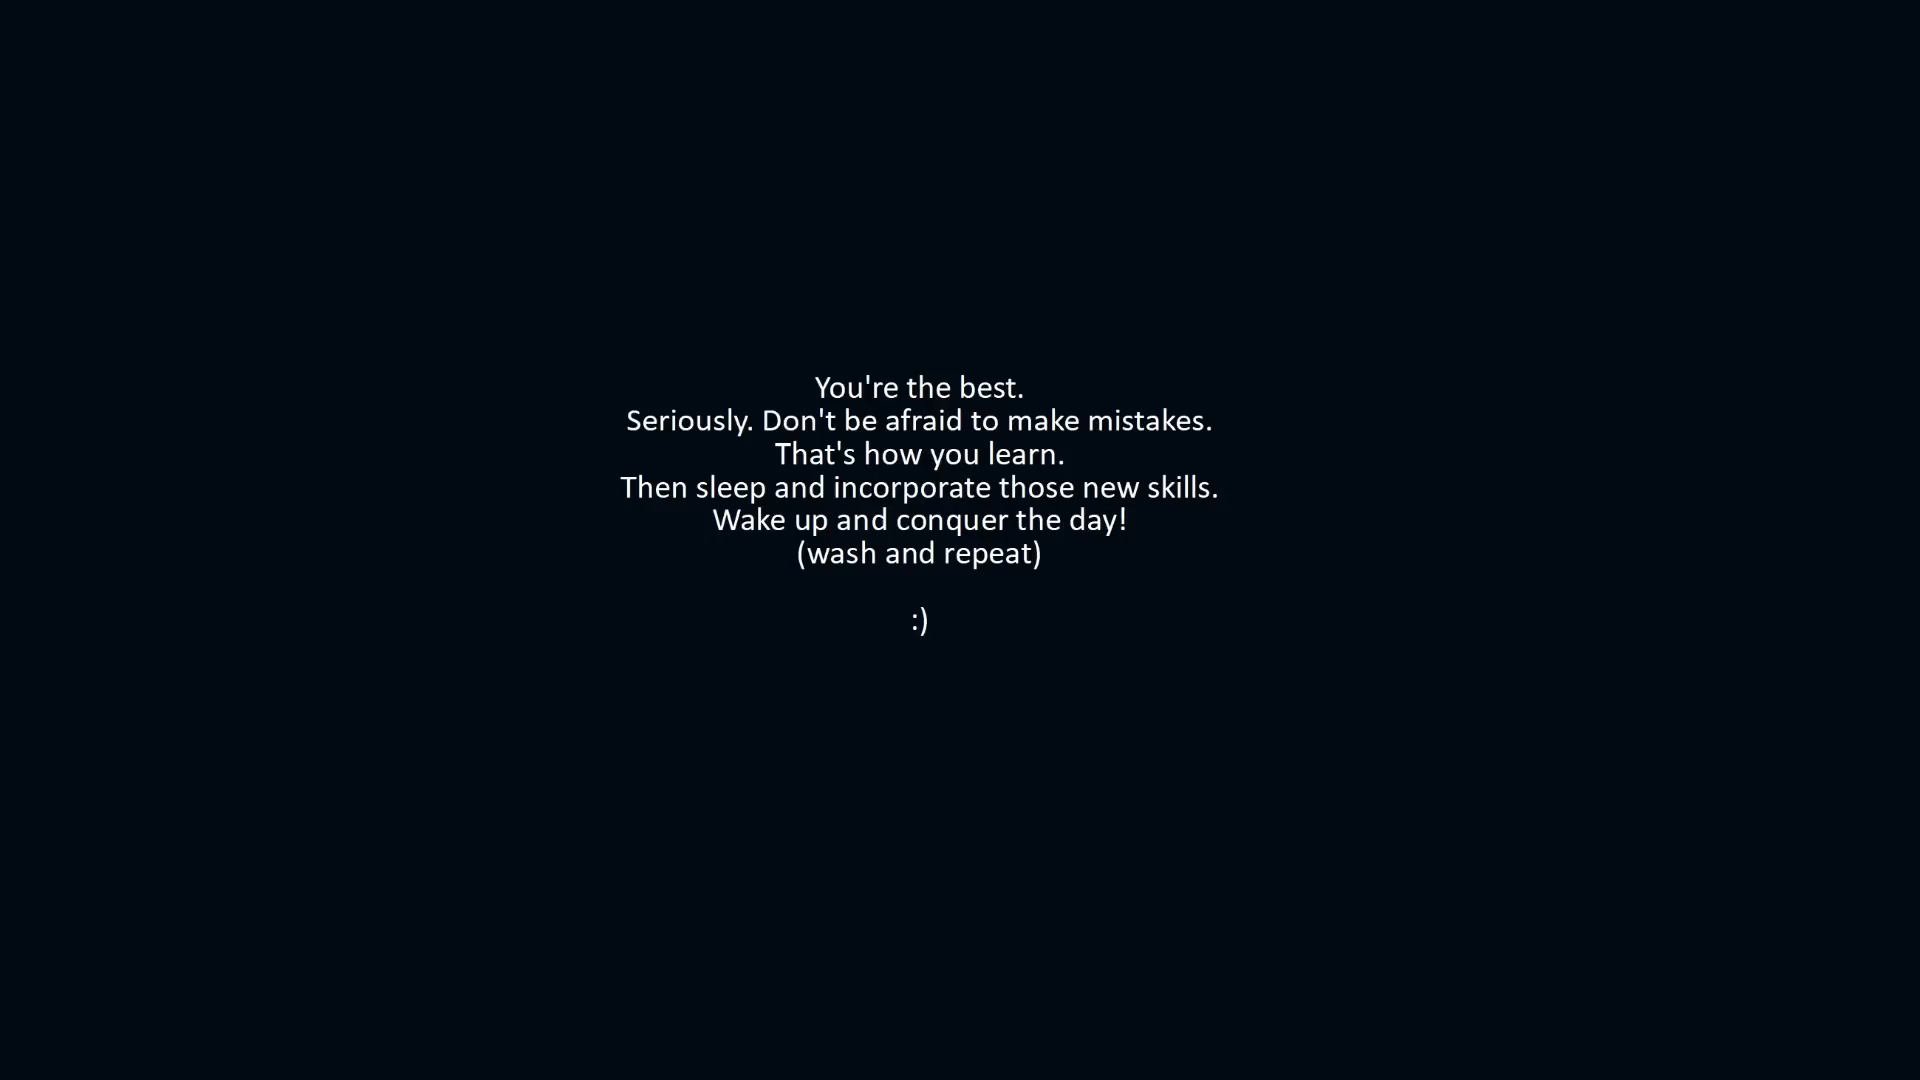 You're the best.
Seriously. Don't be afraid to make mistakes.
That's how you learn.
Then sleep and incorporate those new skills.
Wake up and conquer the day!
(wash and repeat)
:)